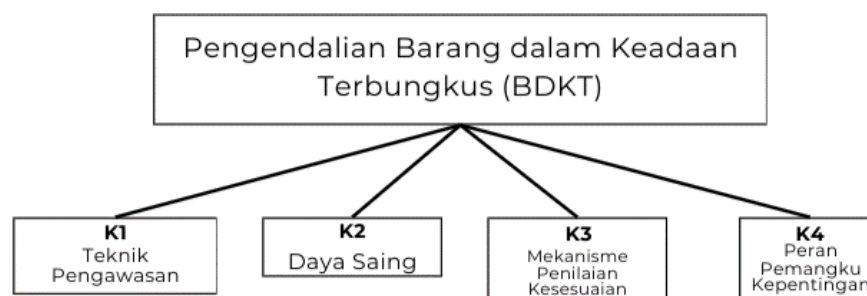 Pengendalian Barang dalam Keadaan
Terbungkus (BDKT)
K1
Teknik
Pengawasan
K2
Daya Saing
K3
Mekanisme
Penilaian
Kesesuaian
K4
Peran
Pemangku
Kepentingan